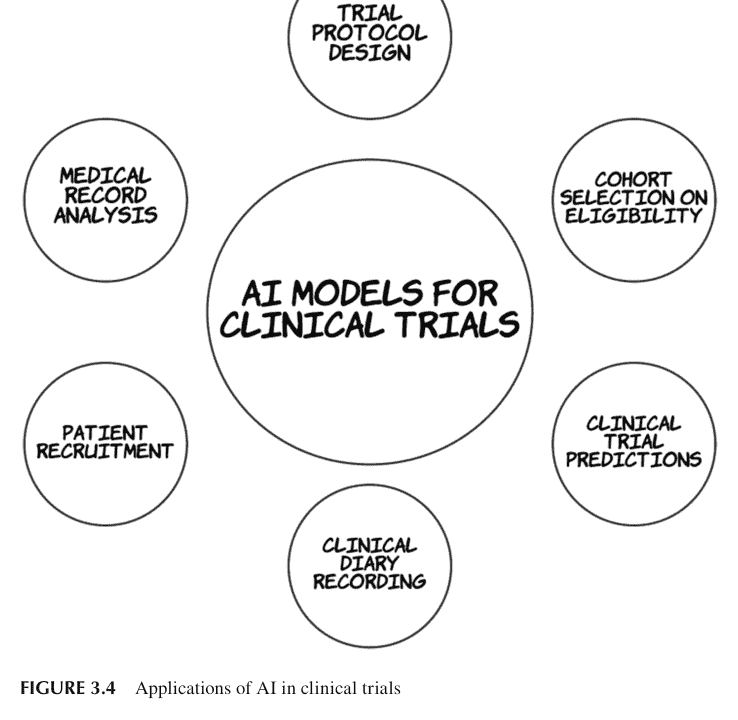 TRIAL
PROTOCOL
DESIGN
MEDICAL
RECORD
ANALYSIS
COHORT
SELECTION ON
ELIGIBILITY
AI MODELS FOR
CLINICAL TRIALS
PATIENT
RECRUITMENT
CLINICAL
TRIAL
PREDICTIONS
CLINICAL
DIARY
RECORDING
FIGURE 3.4 Applications of AI in clinical trials